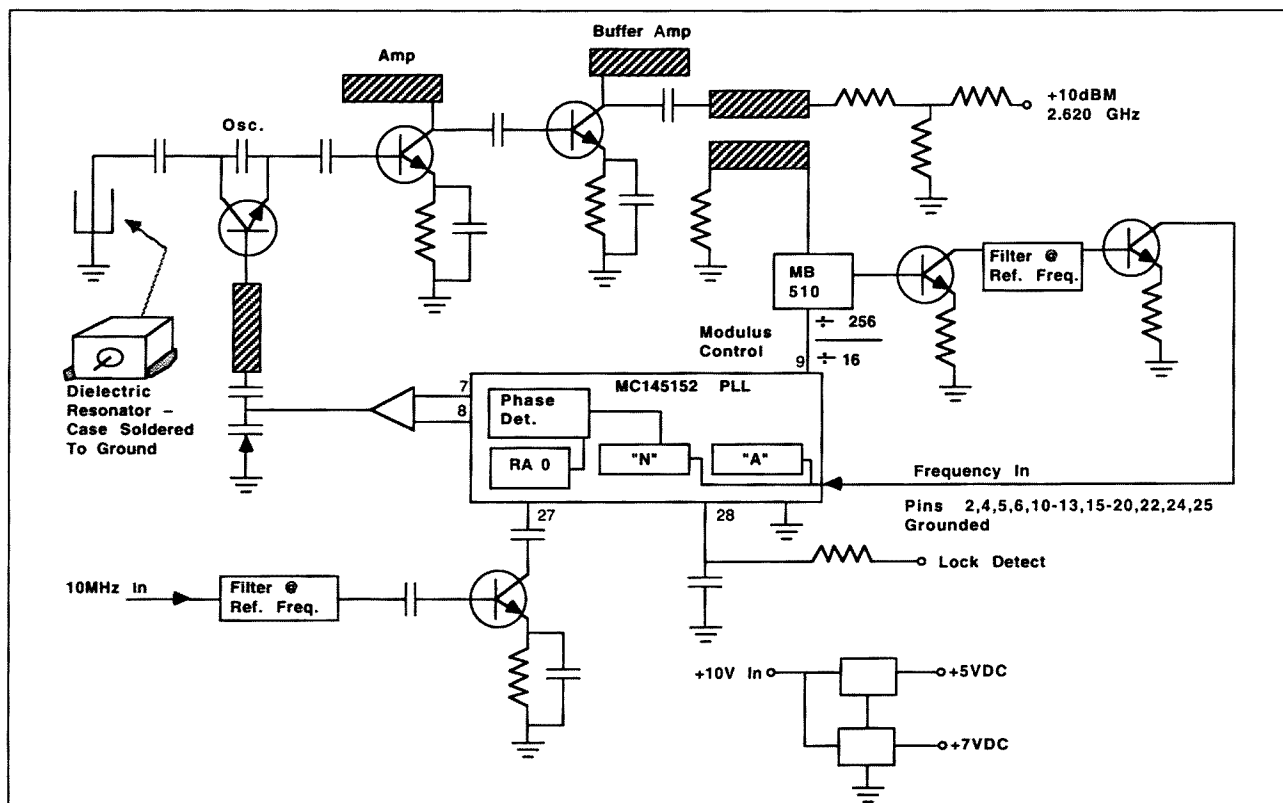 Buffer Amp
Amp
+10dBM
2.620 GHz
Osc.
MB
510
Filter @
Ref. Freq.
÷ 256
÷ 16
Modulus
Control
9
Dielectric
Resonator –
Case Soldered
To Ground
7
8
MC145152 PLL
Phase
Det.
RA 0
"N"
"A"
Frequency In
Pins 2,4,5,6,10-13,15-20,22,24,25
Grounded
27
28
Lock Detect
10MHz In
Filter @
Ref. Freq.
+10V In
+5VDC
+7VDC